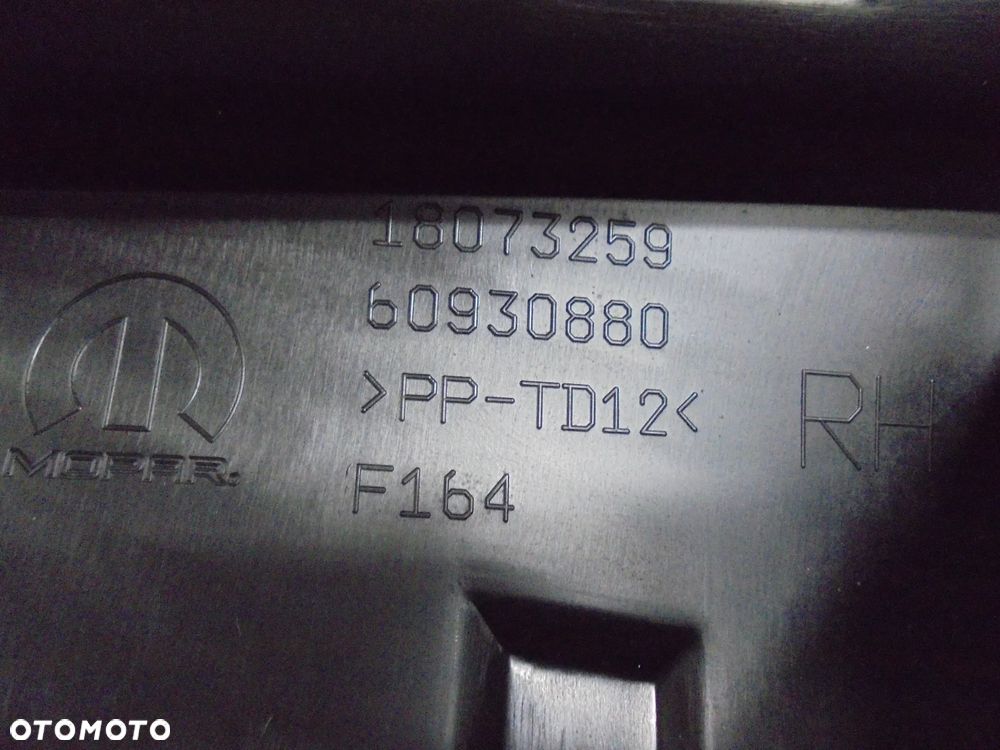 18073259
60930880
>PP-TD12<
F164
MOPAR.
RH
OTOMOTO